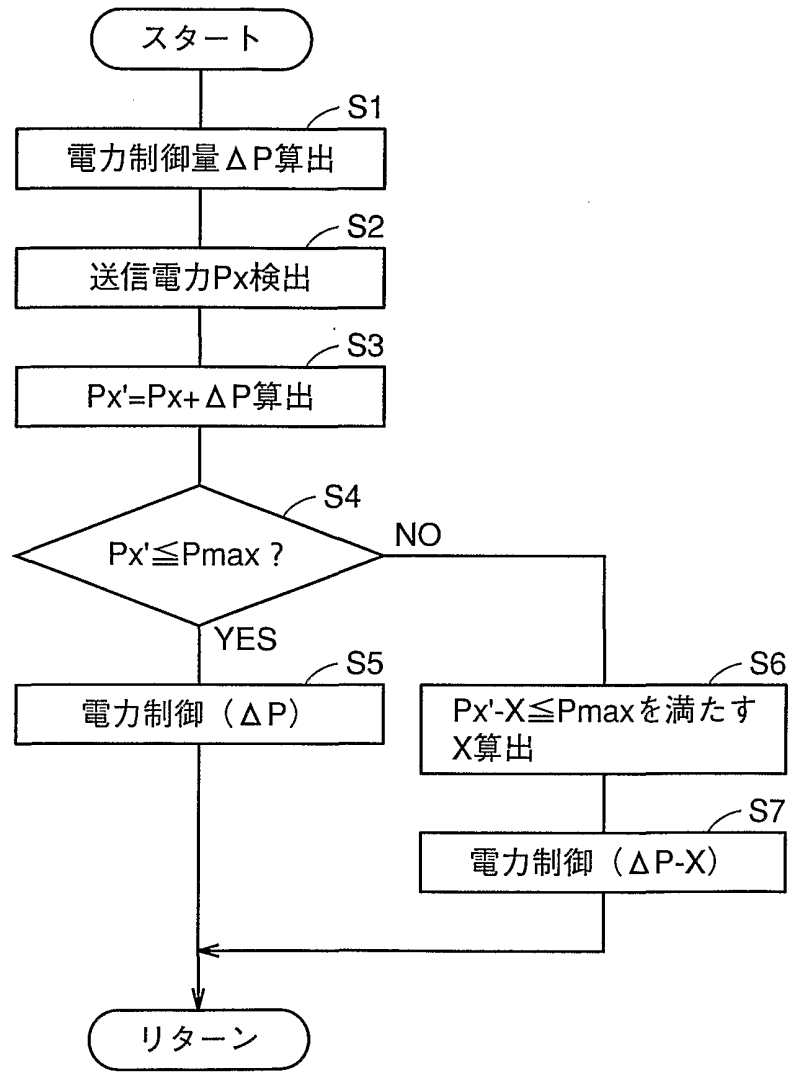 スタート
S1
電力制御量ΔP算出
S2
送信電力Px検出
S3
Px'=Px+ΔP算出
S4
Px'≦Pmax ?
NO
YES
S5
電力制御（ΔP）
S6
Px'-X≦Pmaxを満たす
X算出
S7
電力制御（ΔP-X）
リターン